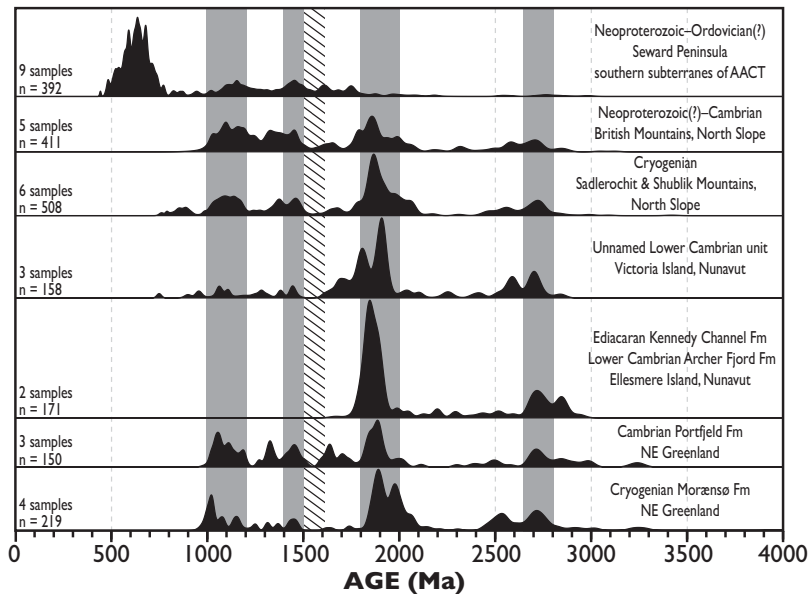 Neoproterozoic–Ordovician(?)
Seward Peninsula
southern subterranes of AACT
9 samples
n = 392
Neoproterozoic(?)–Cambrian
British Mountains, North Slope
5 samples
n = 411
Cryogenian
Sadlerochit & Shublik Mountains,
North Slope
6 samples
n = 508
Unnamed Lower Cambrian unit
Victoria Island, Nunavut
3 samples
n = 158
Ediacaran Kennedy Channel Fm
Lower Cambrian Archer Fjord Fm
Ellesmere Island, Nunavut
2 samples
n = 171
Cambrian Portfjeld Fm
NE Greenland
3 samples
n = 150
Cryogenian Morænsø Fm
NE Greenland
4 samples
n = 219
0 500 1000 1500 2000 2500 3000 3500 4000
AGE (Ma)